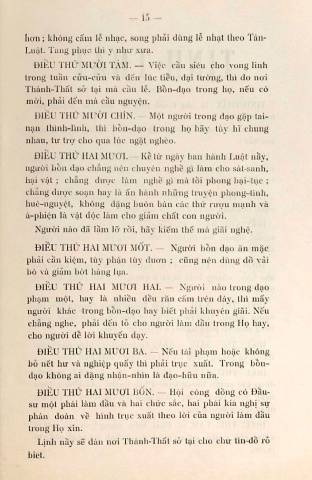 — 15 —
hơn ; không cấm lễ nhạc, song phải dùng lễ nhạt theo Tân-
Luật. Tang phục thì y như xưa.
ĐIỀU THỨ MƯỜI TÁM. — Việc cầu siêu cho vong linh
trong tuần cửu-cửu và đến lúc tiểu, đại tường, thì do nơi
Thánh-Thất sở tại mà cầu lễ. Bổn-đạo trong họ, nếu có
mời, phải đến mà cầu nguyện.
ĐIỀU THỨ MƯỜI CHÍN. — Một người trong đạo gặp tai-
nạn thình-lình, thì bổn-đạo trong họ hãy tùy hỉ chung
nhau, tư trợ cho qua lúc ngặt nghèo.
ĐIỀU THỨ HAI MƯƠI. — Kể từ ngày ban hành Luật nầy,
người bổn đạo chẳng nên chuyên nghề gì làm cho sát-sanh,
hại vật ; chẳng được làm nghề gì mà tồi phong bại-tục ;
chẳng được soạn hay là ấn hành những truyện phong-tình,
huê-nguyệt, không đặng buôn bán các thứ rượu mạnh và
á-phiện là vật độc làm cho giảm chất con người.
Người nào đã lầm lỡ rồi, hãy kiếm thế mà giải nghệ.
ĐIỀU THỨ HAI MƯƠI MỐT. — Người bổn đạo ăn mặc
phải cần kiệm, tùy phận tùy duơn ; cũng nên dùng đồ vải
bô và giảm bớt hàng lụa.
ĐIỀU THỨ HAI MƯƠI HAI. — Người nào trong đạo
phạm một, hay là nhiều đều răn cấm trên đây, thì mấy
người khác trong bổn-đạo hay biết phải khuyên giải. Nếu
chẳng nghe, phải đến tỏ cho người làm đầu trong Họ hay,
cho người để lời khuyến dạy.
ĐIỀU THỨ HAI MƯƠI BA. — Nếu tái phạm hoặc không
bỏ nết hư và nghiệp quấy thì phải trục xuất. Trong bổn-
đạo không ai đặng nhận-nhìn là đạo-hữu nữa.
ĐIỀU THỨ HAI MƯƠI BỐN. — Hội công đồng có Đầu-
sư một phái làm đầu và hai chức sắc, hai phái kia nghị sự
phán đoán về hình trục xuất theo lời của người làm đầu
trong Họ xin.
Lịnh nầy sẽ dán nơi Thánh-Thất sở tại cho chư tín-đồ rõ
biết.